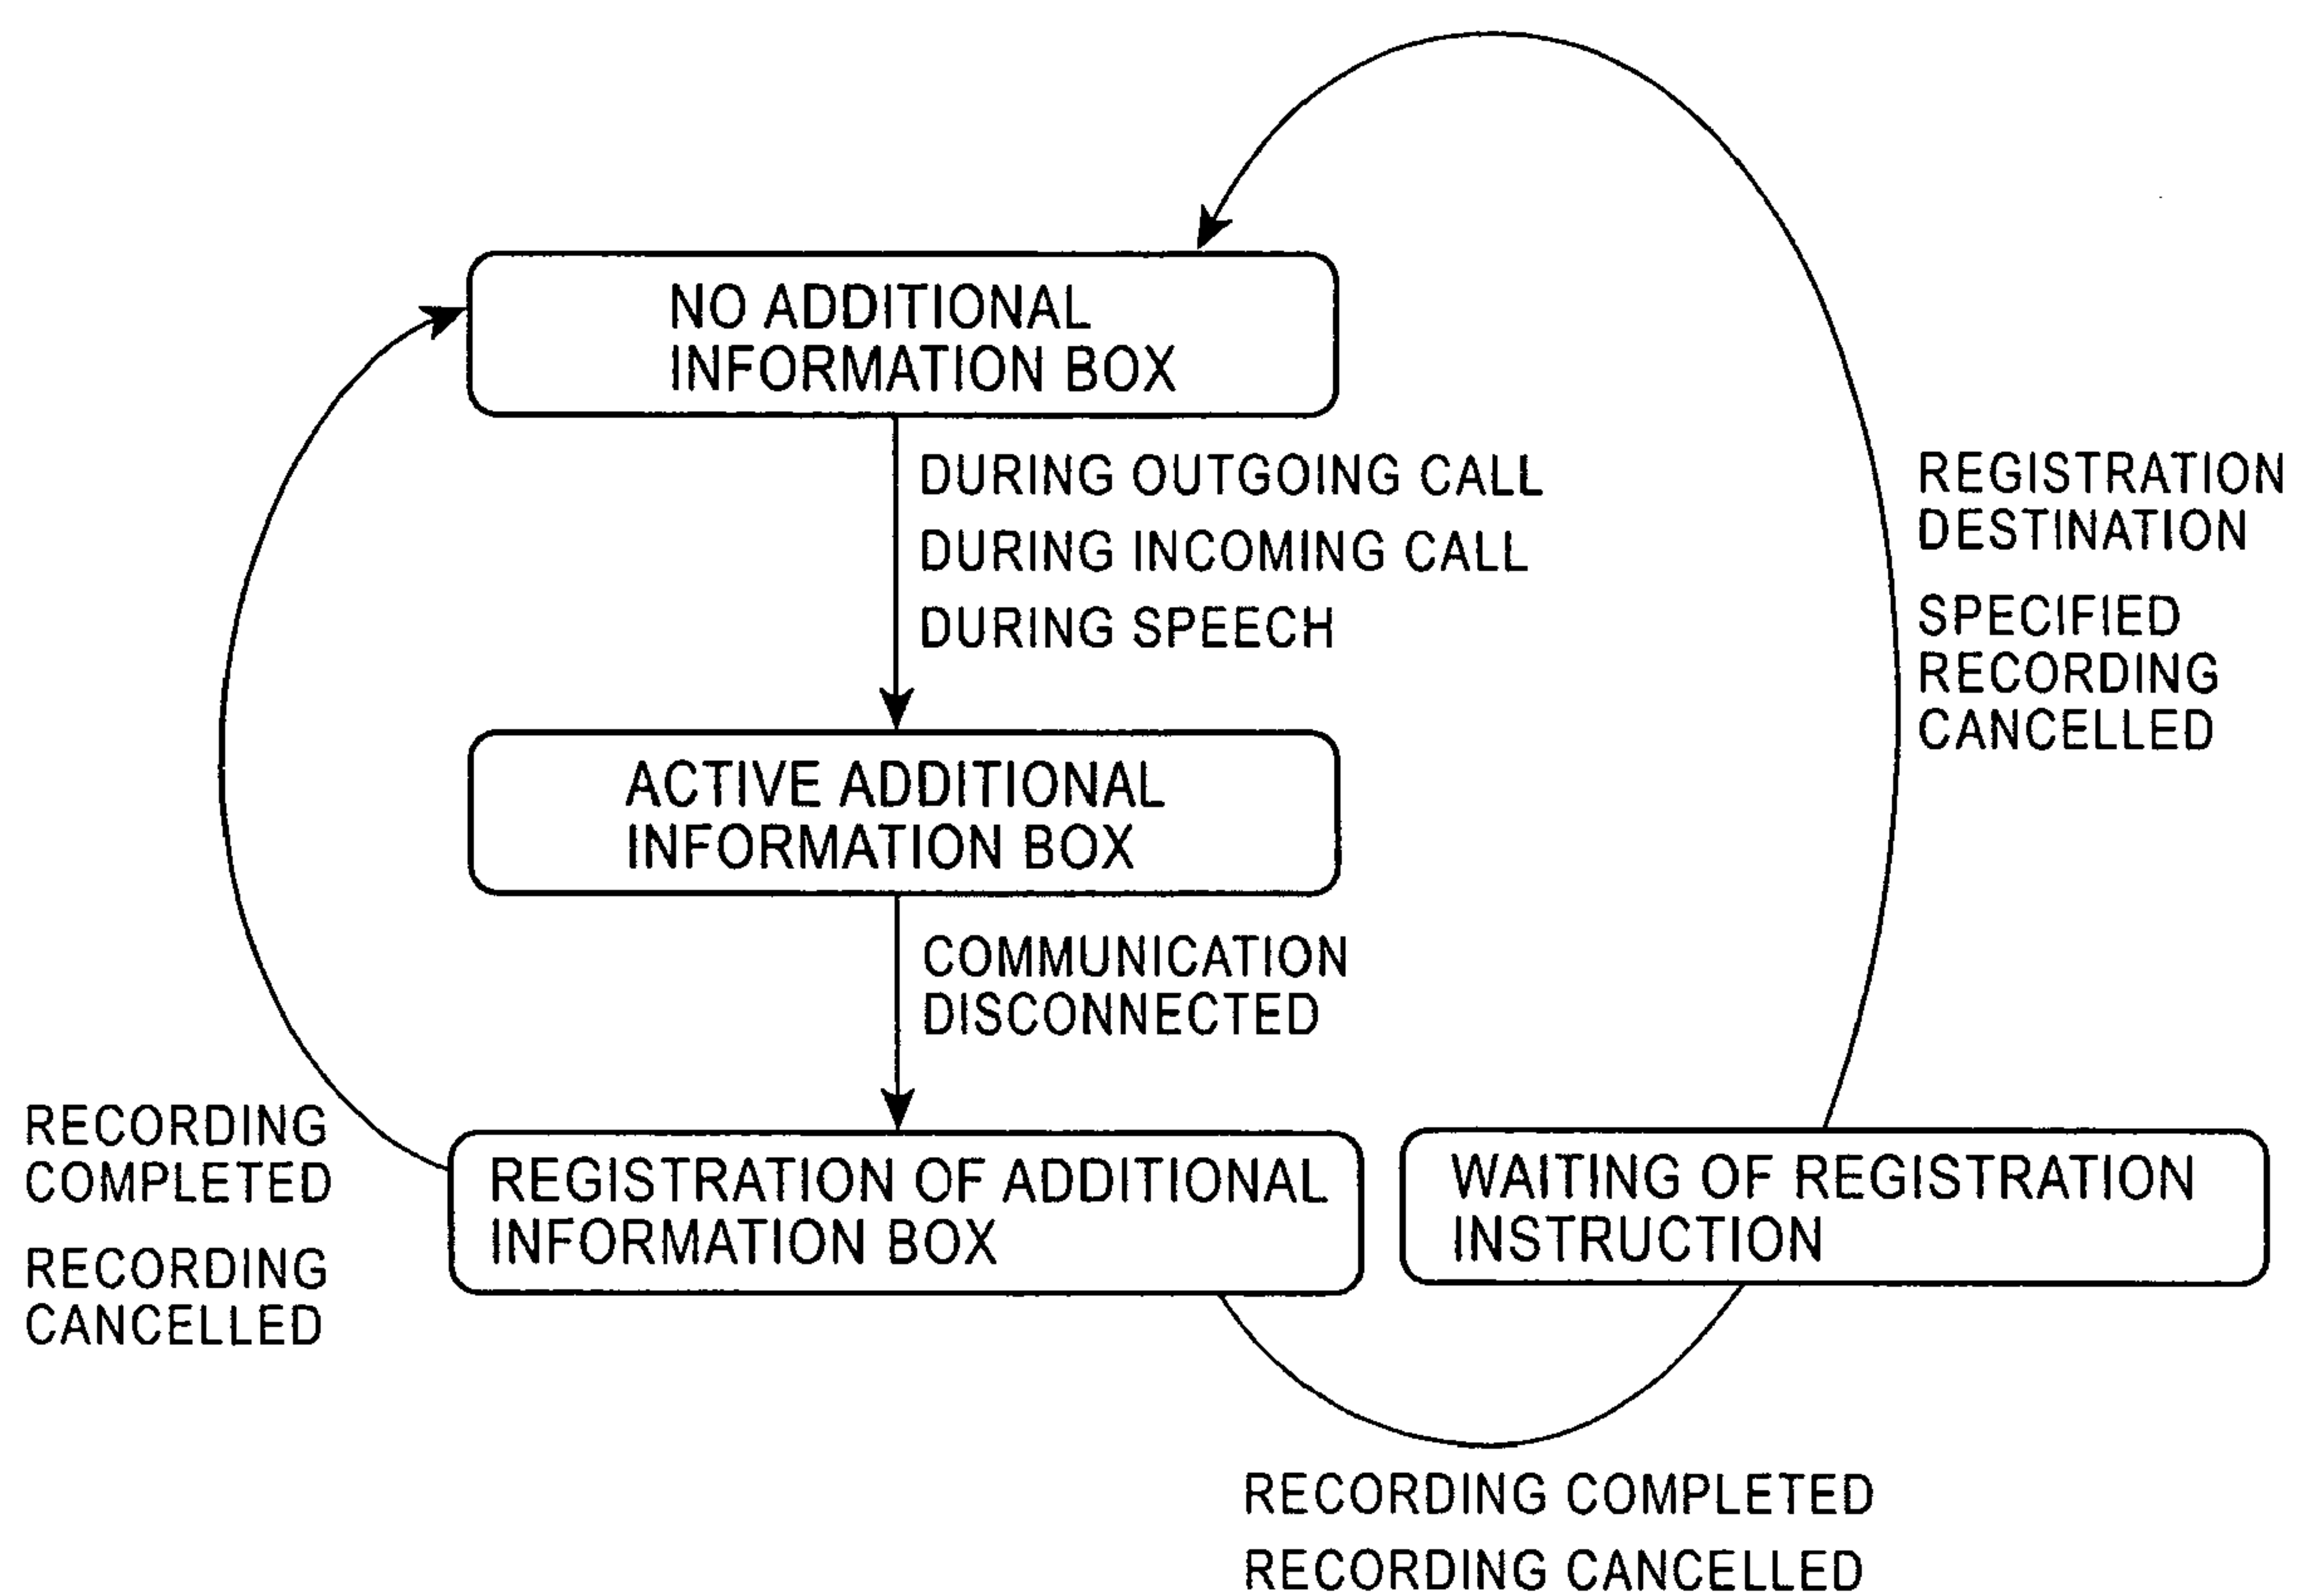 NO ADDITIONAL
INFORMATION BOX
DURING OUTGOING CALL
DURING INCOMING CALL
DURING SPEECH
REGISTRATION
DESTINATION
SPECIFIED
RECORDING
CANCELLED
ACTIVE ADDITIONAL
INFORMATION BOX
COMMUNICATION
DISCONNECTED
RECORDING
COMPLETED
RECORDING
CANCELLED
REGISTRATION OF ADDITIONAL
INFORMATION BOX
WAITING OF REGISTRATION
INSTRUCTION
RECORDING COMPLETED
RECORDING CANCELLED